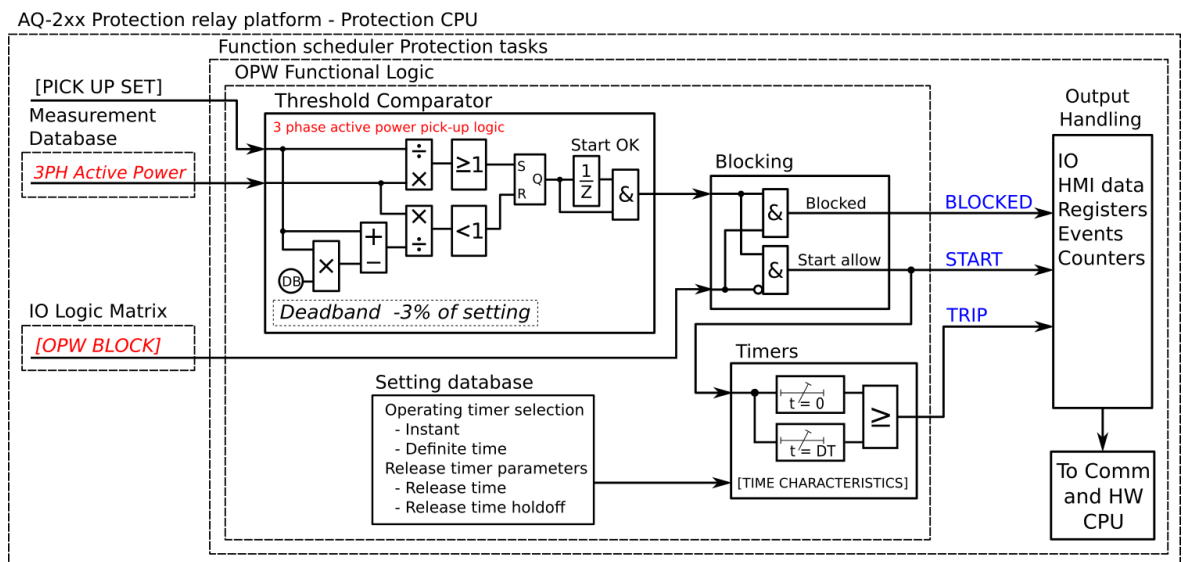 AQ-2xx Protection relay platform - Protection CPU
Function scheduler Protection tasks
OPW Functional Logic
[PICK UP SET]
Measurement
Database
3PH Active Power
Threshold Comparator
3 phase active power pick-up logic
÷
×
≥1
S
R
Q
Start OK
1
Z
&
×
÷
<1
+
−
×
DB
Deadband -3% of setting
Blocking
&
Blocked
&
Start allow
BLOCKED
START
TRIP
Output
Handling
IO
HMI data
Registers
Events
Counters
To Comm
and HW
CPU
IO Logic Matrix
[OPW BLOCK]
Setting database
Operating timer selection
- Instant
- Definite time
Release timer parameters
- Release time
- Release time holdoff
Timers
t = 0
t = DT
≥
[TIME CHARACTERISTICS]